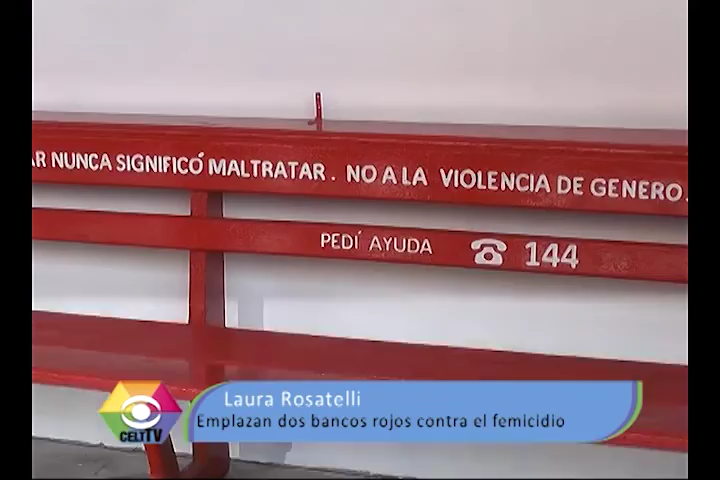 AR NUNCA SIGNIFICÓ MALTRATAR. NO A LA VIOLENCIA DE GENERO.
PEDÍ AYUDA ☎ 144
Laura Rosatelli
Emplazan dos bancos rojos contra el femicidio
CELTTV